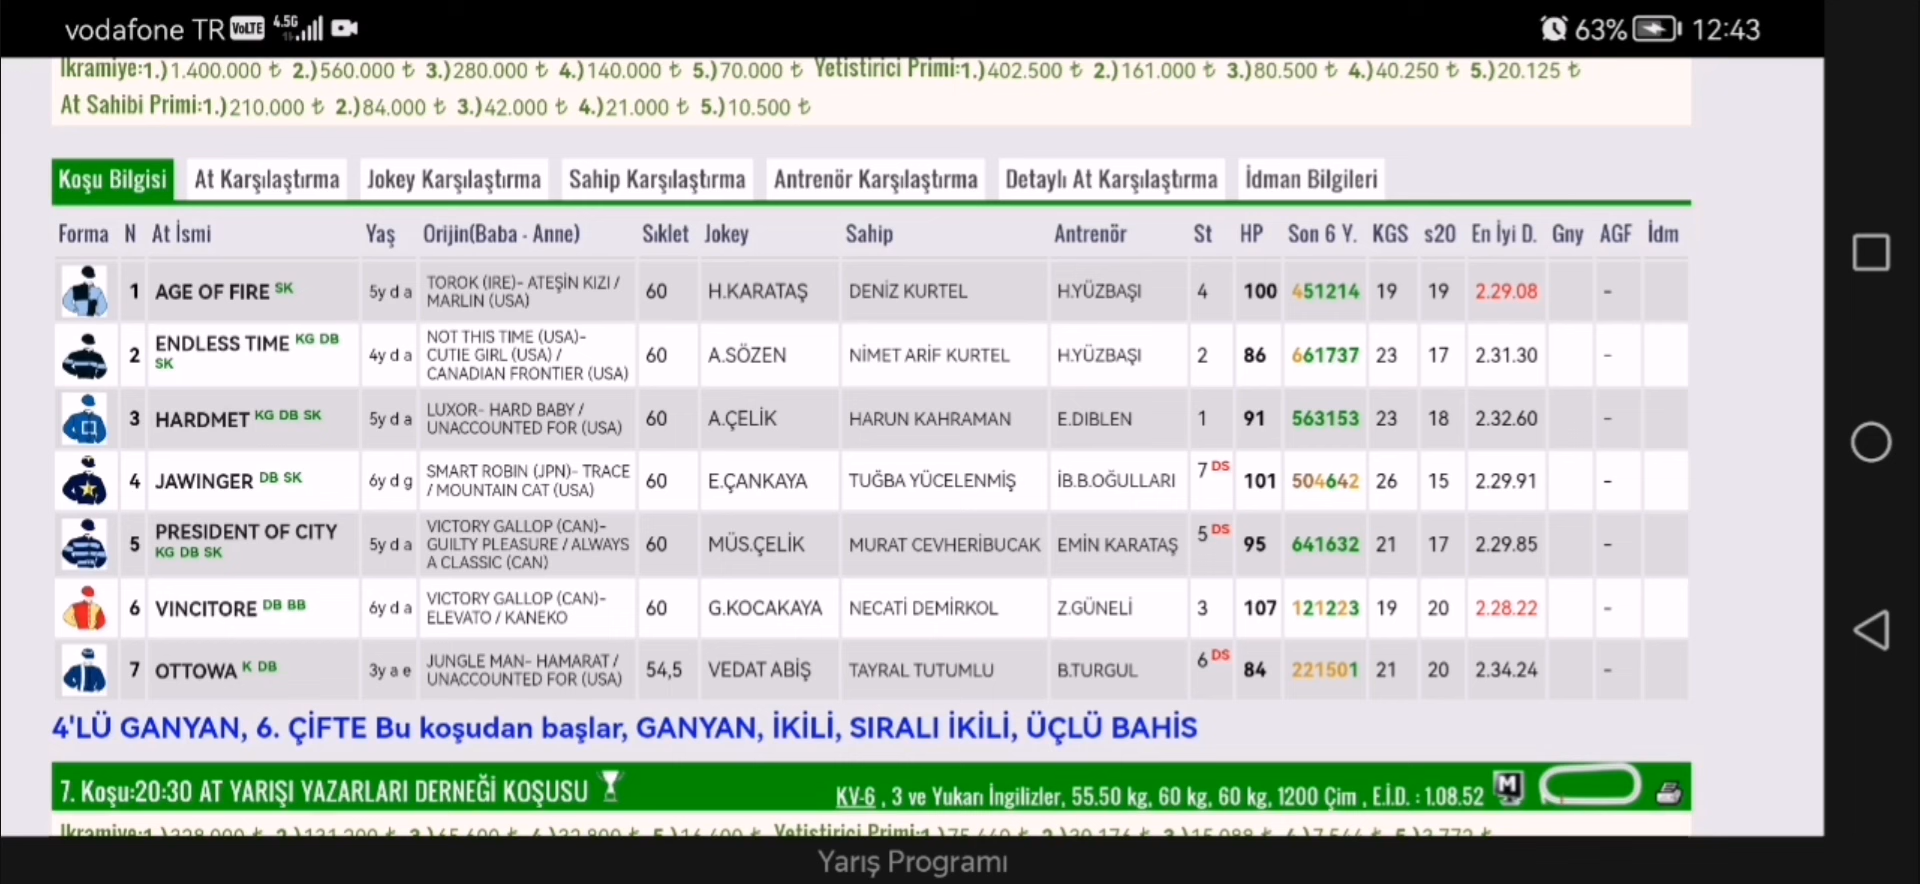 vodafone TR VoLTE 4.5G 63% 12:43
İkramiye:1.)1.400.000 ₺ 2.)560.000 ₺ 3.)280.000 ₺ 4.)140.000 ₺ 5.)70.000 ₺ Yetiştirici Primi:1.)402.500 ₺ 2.)161.000 ₺ 3.)80.500 ₺ 4.)40.250 ₺ 5.)20.125 ₺
At Sahibi Primi:1.)210.000 ₺ 2.)84.000 ₺ 3.)42.000 ₺ 4.)21.000 ₺ 5.)10.500 ₺
Koşu Bilgisi At Karşılaştırma Jokey Karşılaştırma Sahip Karşılaştırma Antrenör Karşılaştırma Detaylı At Karşılaştırma İdman Bilgileri
Forma N At İsmi Yaş Orijin(Baba - Anne) Sıklet Jokey Sahip Antrenör St HP Son 6 Y. KGS s20 En İyi D. Gny AGF İdm
1 AGE OF FIRE SK 5y d a TOROK (IRE)- ATEŞİN KIZI / MARLIN (USA) 60 H.KARATAŞ DENİZ KURTEL H.YÜZBAŞI 4 100 451214 19 19 2.29.08 -
2 ENDLESS TIME KG DB SK 4y d a NOT THIS TIME (USA)- CUTIE GIRL (USA) / CANADIAN FRONTIER (USA) 60 A.SÖZEN NİMET ARİF KURTEL H.YÜZBAŞI 2 86 661737 23 17 2.31.30 -
3 HARDMET KG DB SK 5y d a LUXOR- HARD BABY / UNACCOUNTED FOR (USA) 60 A.ÇELİK HARUN KAHRAMAN E.DIBLEN 1 91 563153 23 18 2.32.60 -
4 JAWINGER DB SK 6y d g SMART ROBIN (JPN)- TRACE / MOUNTAIN CAT (USA) 60 E.ÇANKAYA TUĞBA YÜCELENMİŞ İB.B.OĞULLARI 7 DS 101 504642 26 15 2.29.91 -
5 PRESIDENT OF CITY KG DB SK 5y d a VICTORY GALLOP (CAN)- GUILTY PLEASURE / ALWAYS A CLASSIC (CAN) 60 MÜS.ÇELİK MURAT CEVHERİBUCAK EMİN KARATAŞ 5 DS 95 641632 21 17 2.29.85 -
6 VINCITORE DB BB 6y d a VICTORY GALLOP (CAN)- ELEVATO / KANEKO 60 G.KOCAKAYA NECATİ DEMİRKOL Z.GÜNELİ 3 107 121223 19 20 2.28.22 -
7 OTTOWA K DB 3y a e JUNGLE MAN- HAMARAT / UNACCOUNTED FOR (USA) 54,5 VEDAT ABİŞ TAYRAL TUTUMLU B.TURGUL 6 DS 84 221501 21 20 2.34.24 -
4'LÜ GANYAN, 6. ÇİFTE Bu koşudan başlar, GANYAN, İKİLİ, SIRALI İKİLİ, ÜÇLÜ BAHİS
7. Koşu:20:30 AT YARIŞI YAZARLARI DERNEĞİ KOŞUSU KV-6 , 3 ve Yukarı İngilizler, 55.50 kg, 60 kg, 60 kg, 1200 Çim , E.İ.D. : 1.08.52 M
Yarış Programı